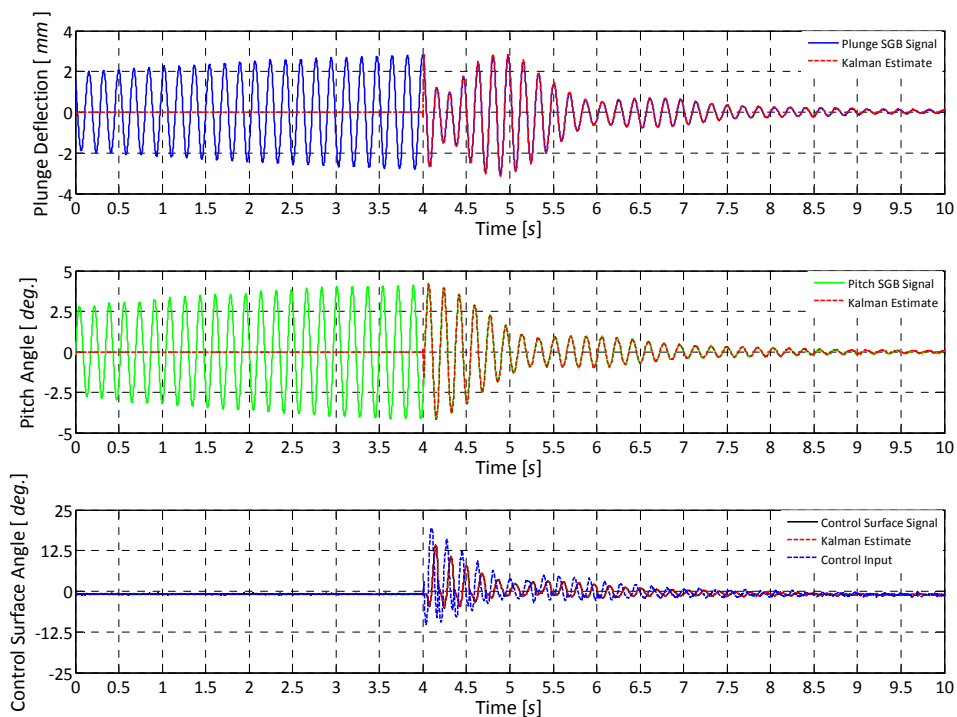 Plunge Deflection [ mm]
4
2
0
-2
-4
Plunge SGB Signal
Kalman Estimate
0 0.5 1 1.5 2 2.5 3 3.5 4 4.5 5 5.5 6 6.5 7 7.5 8 8.5 9 9.5 10
Time [s]
Pitch Angle [ deg.]
5
2.5
0
-2.5
-5
Pitch SGB Signal
Kalman Estimate
0 0.5 1 1.5 2 2.5 3 3.5 4 4.5 5 5.5 6 6.5 7 7.5 8 8.5 9 9.5 10
Time [s]
Control Surface Angle [ deg.]
25
12.5
0
-12.5
-25
Control Surface Signal
Kalman Estimate
Control Input
0 0.5 1 1.5 2 2.5 3 3.5 4 4.5 5 5.5 6 6.5 7 7.5 8 8.5 9 9.5 10
Time [s]